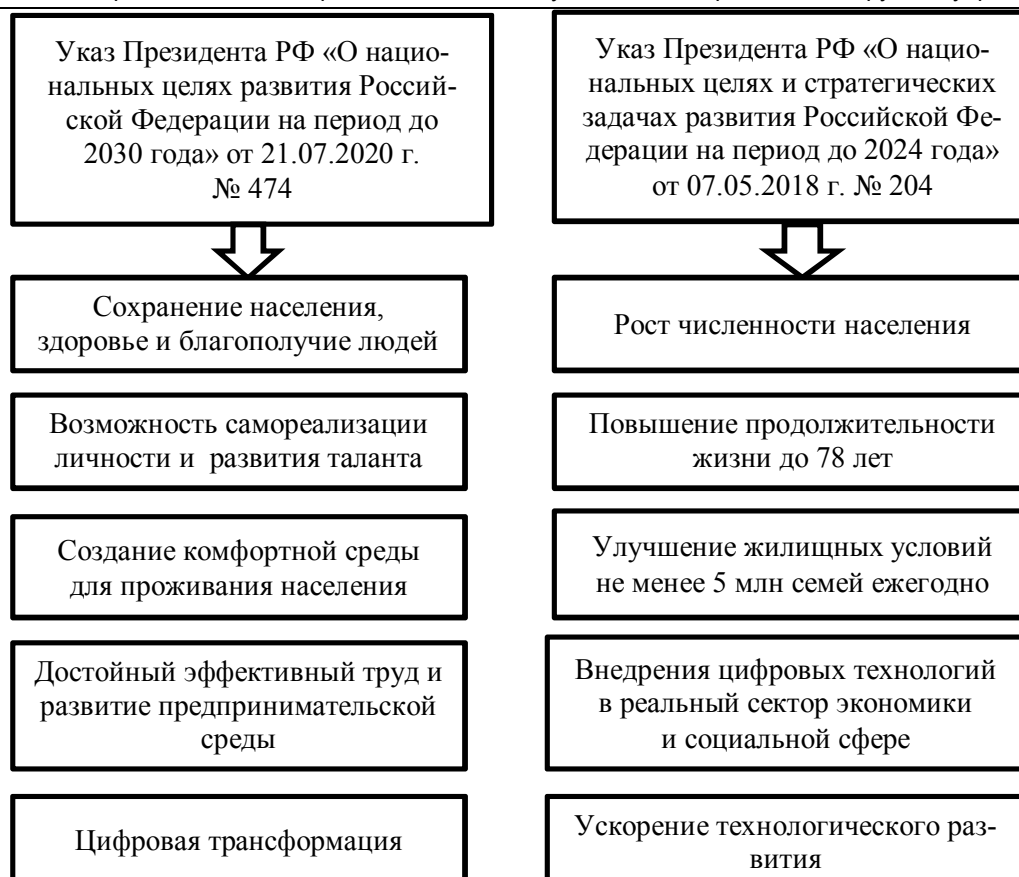 Указ Президента РФ «О нацио-
нальных целях развития Россий-
ской Федерации на период до
2030 года» от 21.07.2020 г.
№ 474
Указ Президента РФ «О нацио-
нальных целях и стратегических
задачах развития Российской Фе-
дерации на период до 2024 года»
от 07.05.2018 г. № 204
Сохранение населения,
здоровье и благополучие людей
Рост численности населения
Возможность самореализации
личности и развития таланта
Повышение продолжительности
жизни до 78 лет
Создание комфортной среды
для проживания населения
Улучшение жилищных условий
не менее 5 млн семей ежегодно
Достойный эффективный труд и
развитие предпринимательской
среды
Внедрения цифровых технологий
в реальный сектор экономики
и социальной сфере
Цифровая трансформация
Ускорение технологического раз-
вития